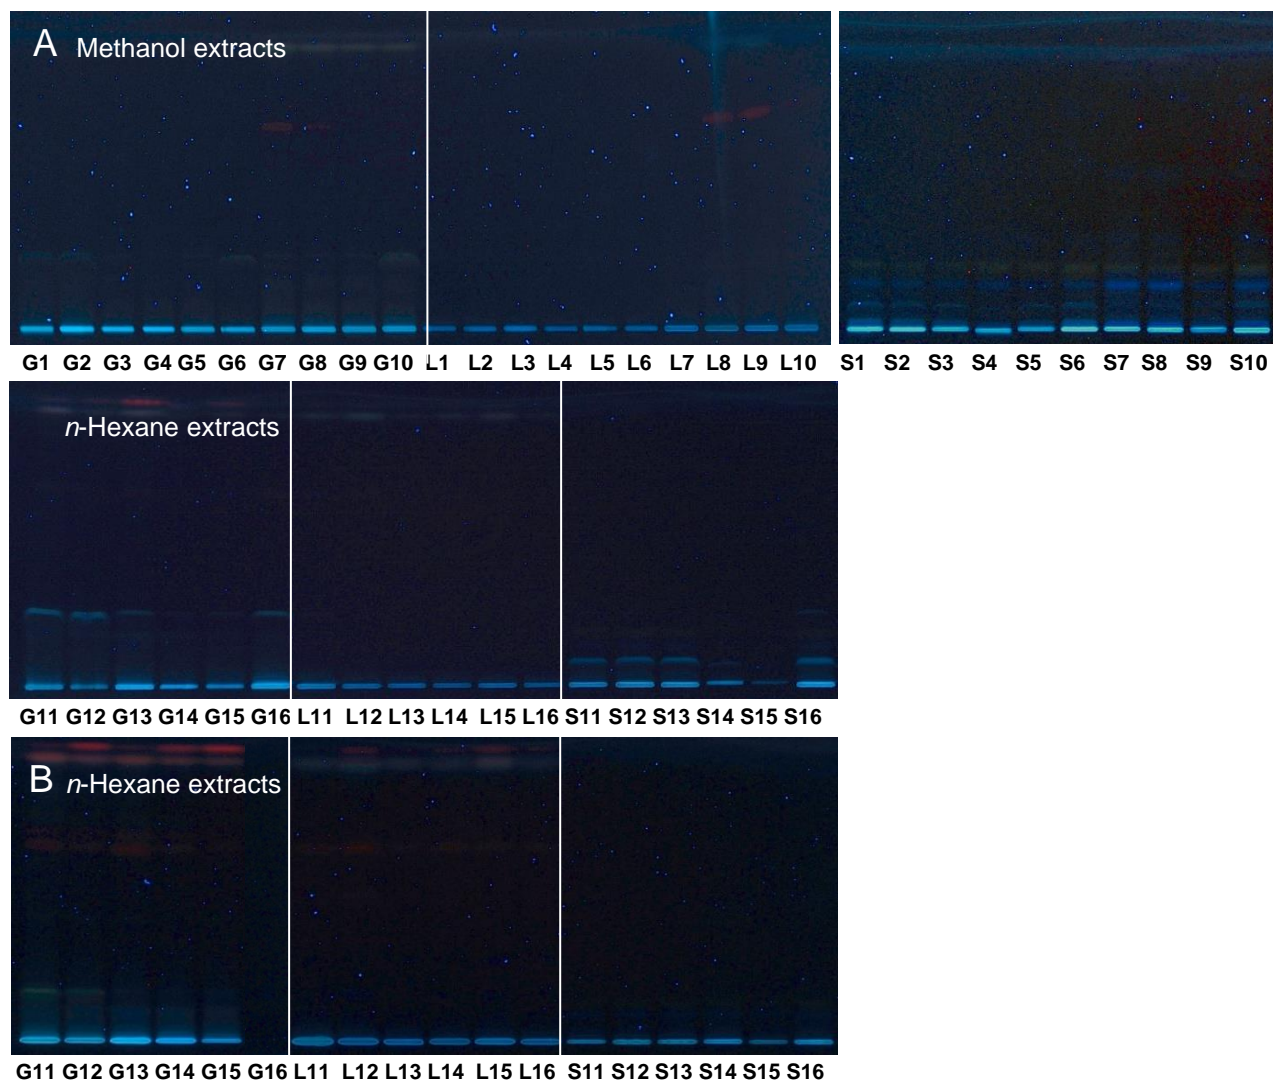 A Methanol extracts
G1 G2 G3 G4 G5 G6 G7 G8 G9 G10 L1 L2 L3 L4 L5 L6 L7 L8 L9 L10 S1 S2 S3 S4 S5 S6 S7 S8 S9 S10
n-Hexane extracts
G11 G12 G13 G14 G15 G16 L11 L12 L13 L14 L15 L16 S11 S12 S13 S14 S15 S16
B n-Hexane extracts
G11 G12 G13 G14 G15 G16 L11 L12 L13 L14 L15 L16 S11 S12 S13 S14 S15 S16